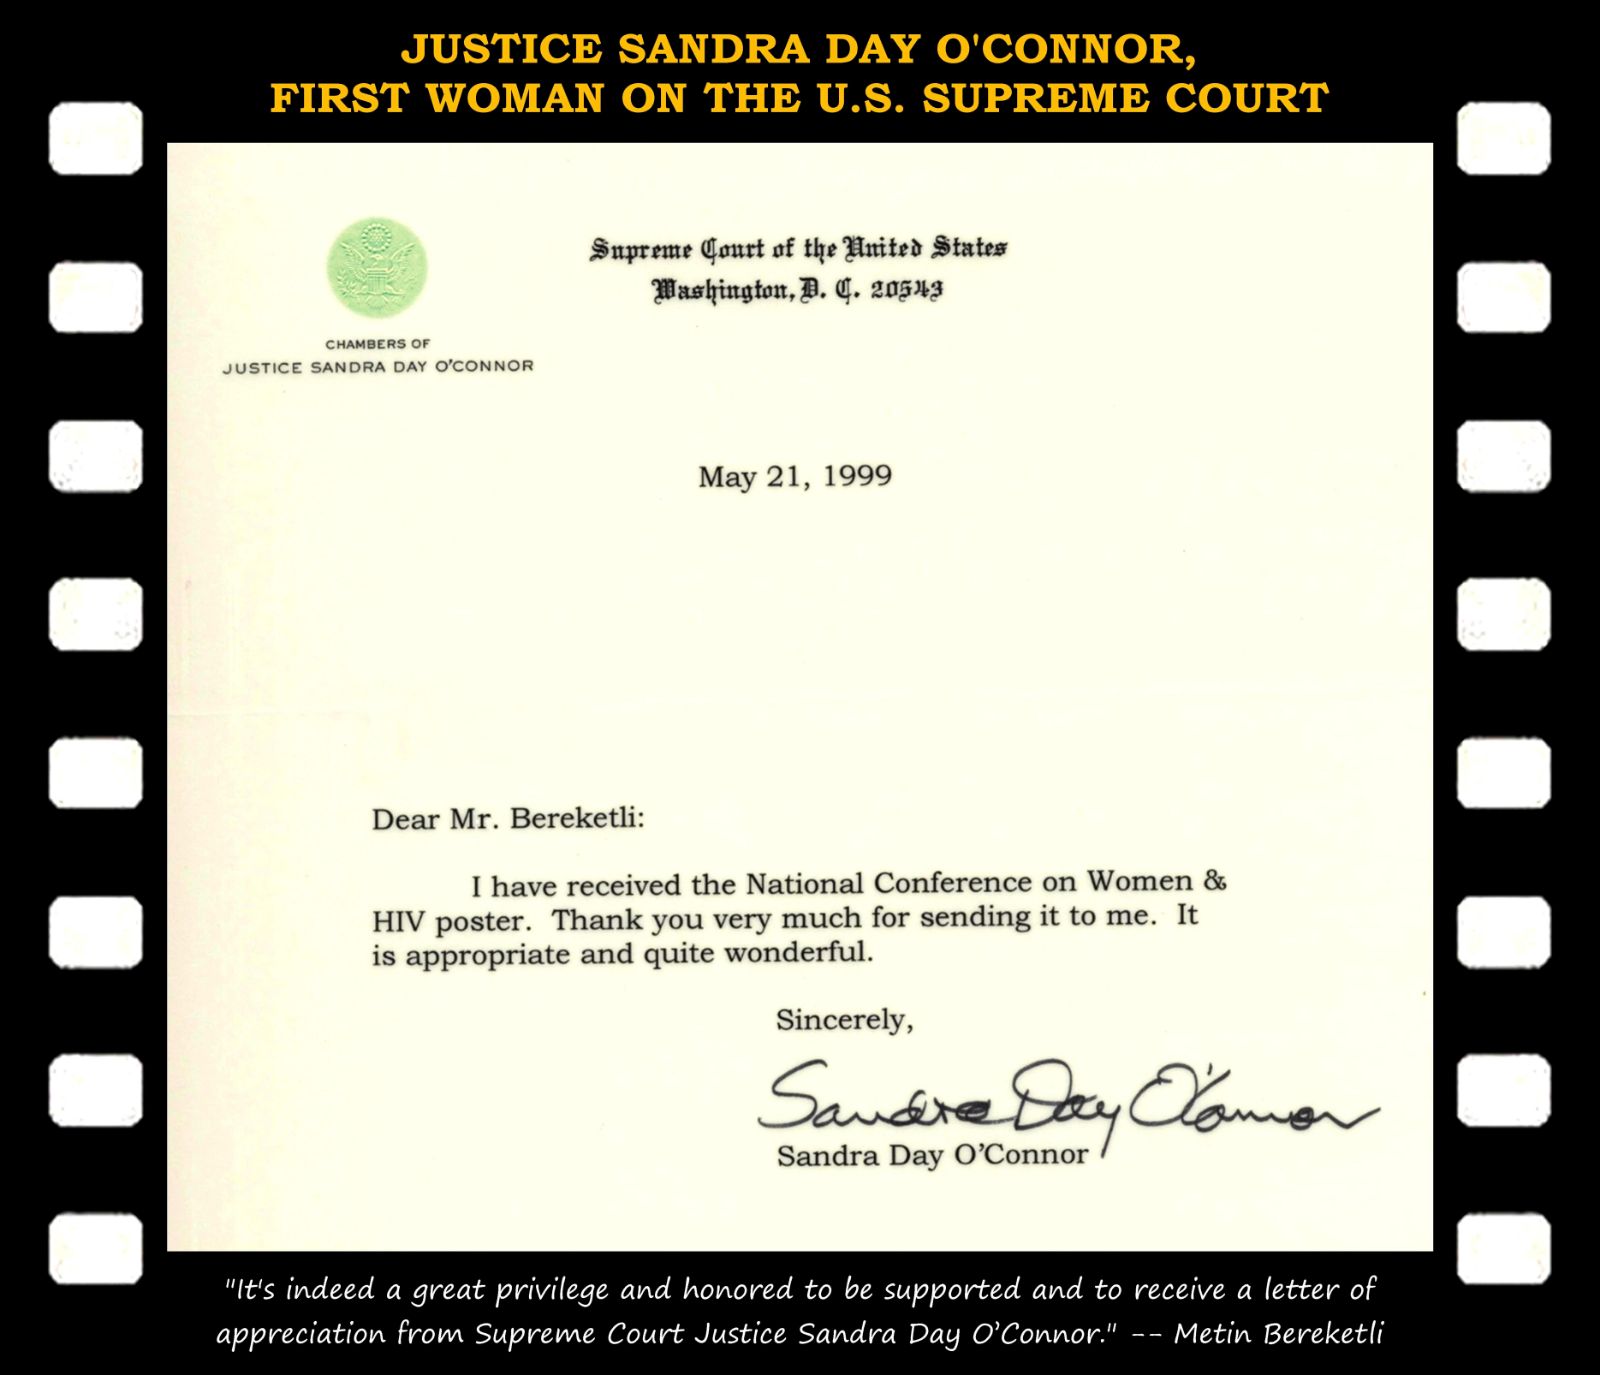 JUSTICE SANDRA DAY O'CONNOR,
FIRST WOMAN ON THE U.S. SUPREME COURT
Supreme Court of the United States
Washington, D. C. 20543
CHAMBERS OF
JUSTICE SANDRA DAY O'CONNOR
May 21, 1999
Dear Mr. Bereketli:
I have received the National Conference on Women &
HIV poster. Thank you very much for sending it to me. It
is appropriate and quite wonderful.
Sincerely,
Sandra Day O'Connor
Sandra Day O’Connor
"It's indeed a great privilege and honored to be supported and to receive a letter of
appreciation from Supreme Court Justice Sandra Day O’Connor." -- Metin Bereketli